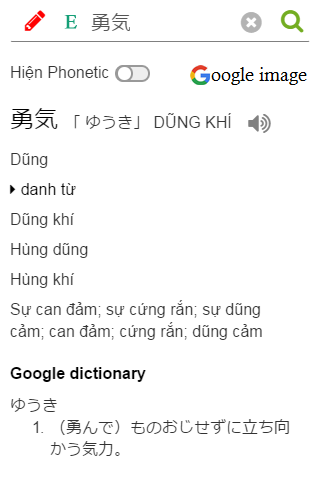 E 勇気
Hiện Phonetic Google image
勇気 「 ゆうき」 DŨNG KHÍ
Dũng
danh từ
Dũng khí
Hùng dũng
Hùng khí
Sự can đảm; sự cứng rắn; sự dũng
cảm; can đảm; cứng rắn; dũng cảm
Google dictionary
ゆうき
1. （勇んで）ものおじせずに立ち向
かう気力。